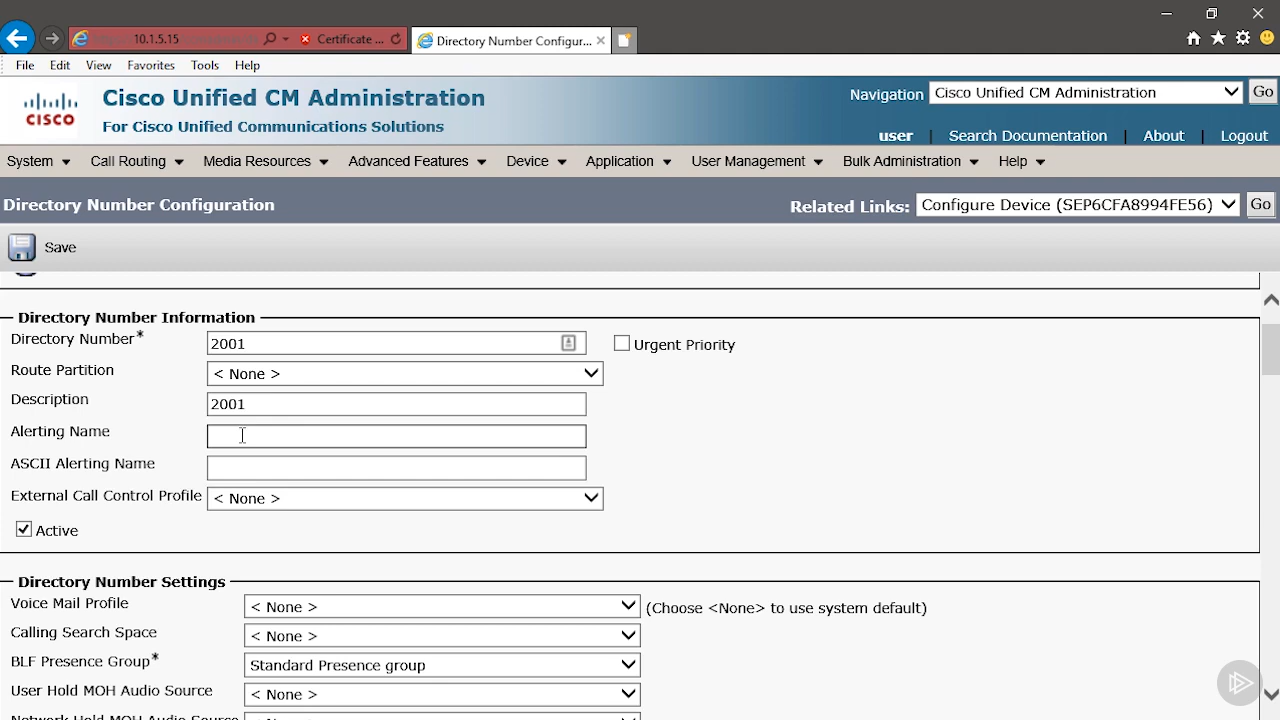 10.1.5.15
Certificate ...
Directory Number Configur...
File Edit View Favorites Tools Help
CISCO
Cisco Unified CM Administration
For Cisco Unified Communications Solutions
Navigation Cisco Unified CM Administration Go
user | Search Documentation | About | Logout
System Call Routing Media Resources Advanced Features Device Application User Management Bulk Administration Help
Directory Number Configuration
Related Links: Configure Device (SEP6CFA8994FE56) Go
Save
Directory Number Information
Directory Number* 2001 Urgent Priority
Route Partition < None >
Description 2001
Alerting Name
ASCII Alerting Name
External Call Control Profile < None >
Active
Directory Number Settings
Voice Mail Profile < None > (Choose <None> to use system default)
Calling Search Space < None >
BLF Presence Group* Standard Presence group
User Hold MOH Audio Source < None >
Network Hold MOH Audio Source